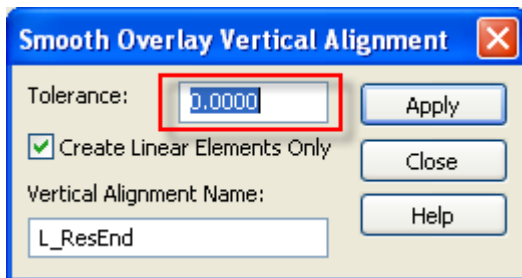 Smooth Overlay Vertical Alignment
Tolerance: 0.0000 Apply
Create Linear Elements Only
Close
Vertical Alignment Name:
Help
L_ResEnd